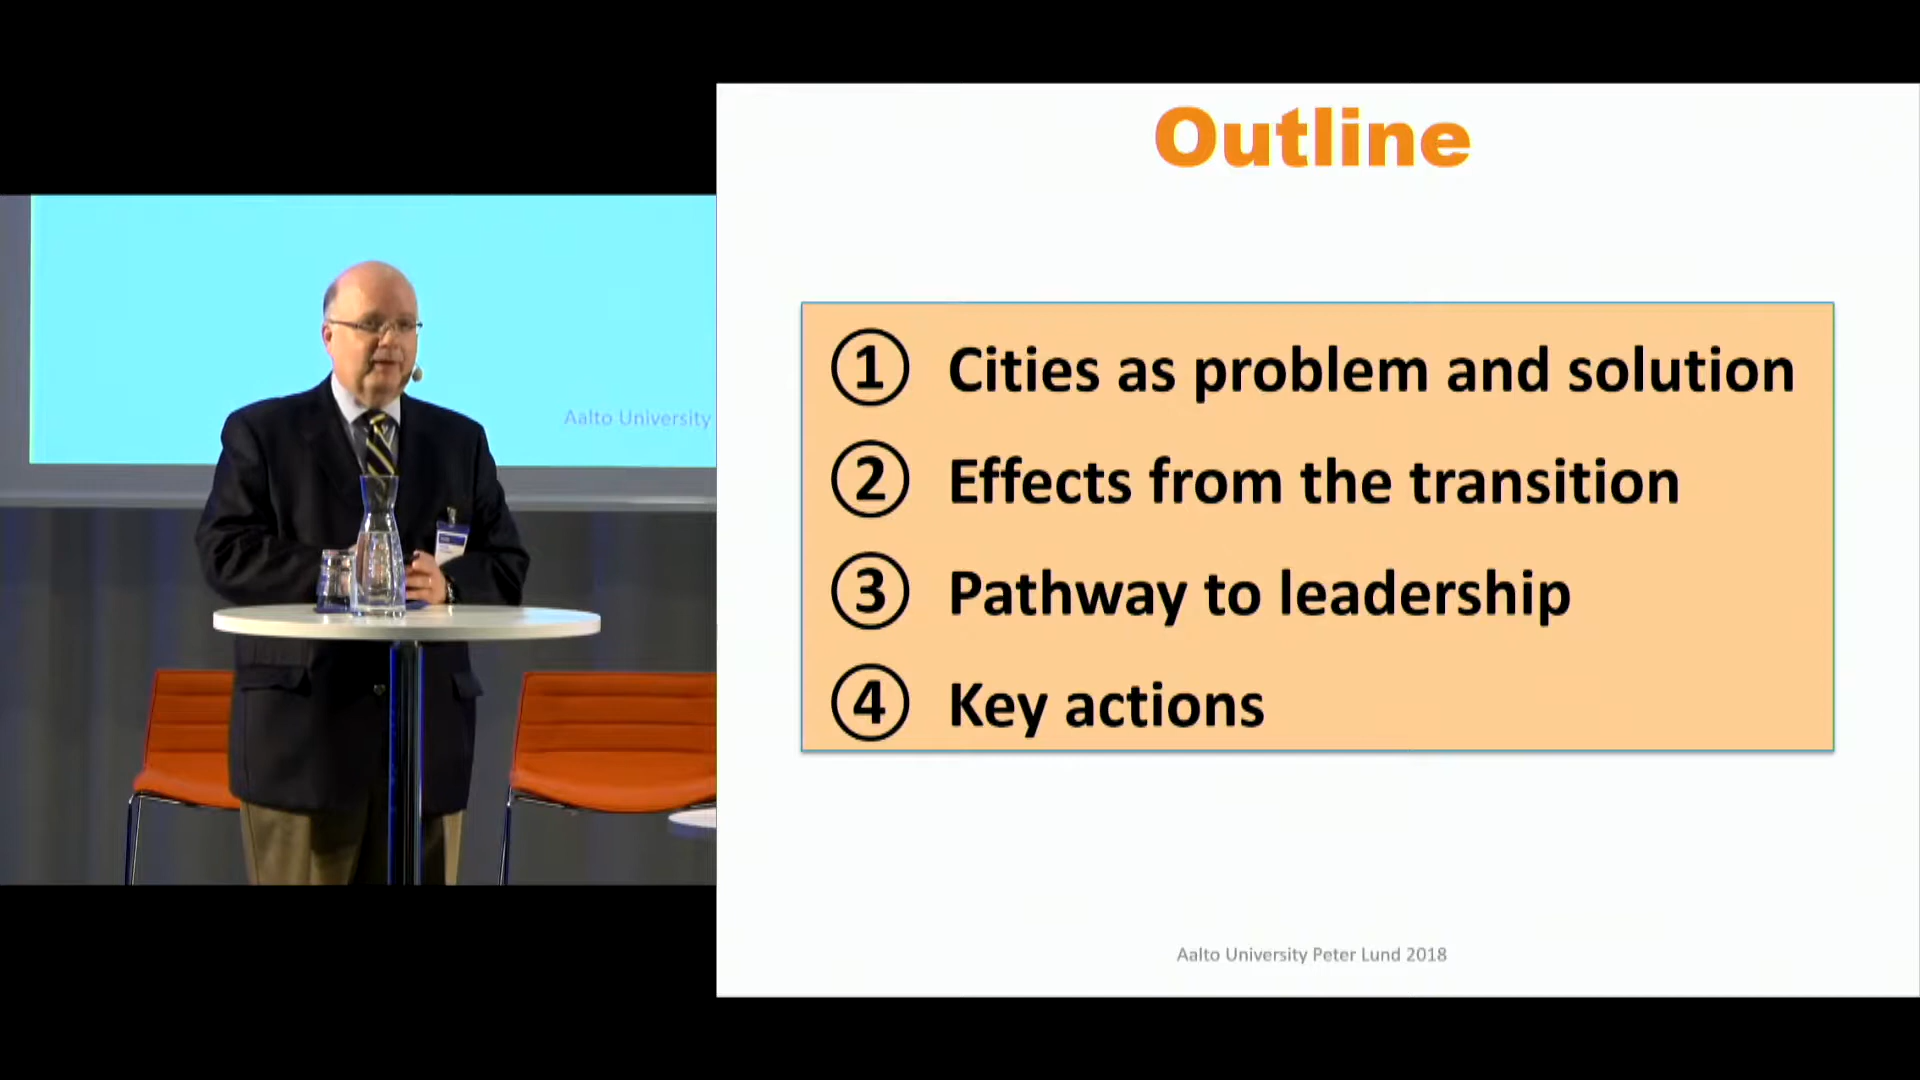 Outline
① Cities as problem and solution
② Effects from the transition
③ Pathway to leadership
④ Key actions
Aalto University Peter Lund 2018
Aalto University